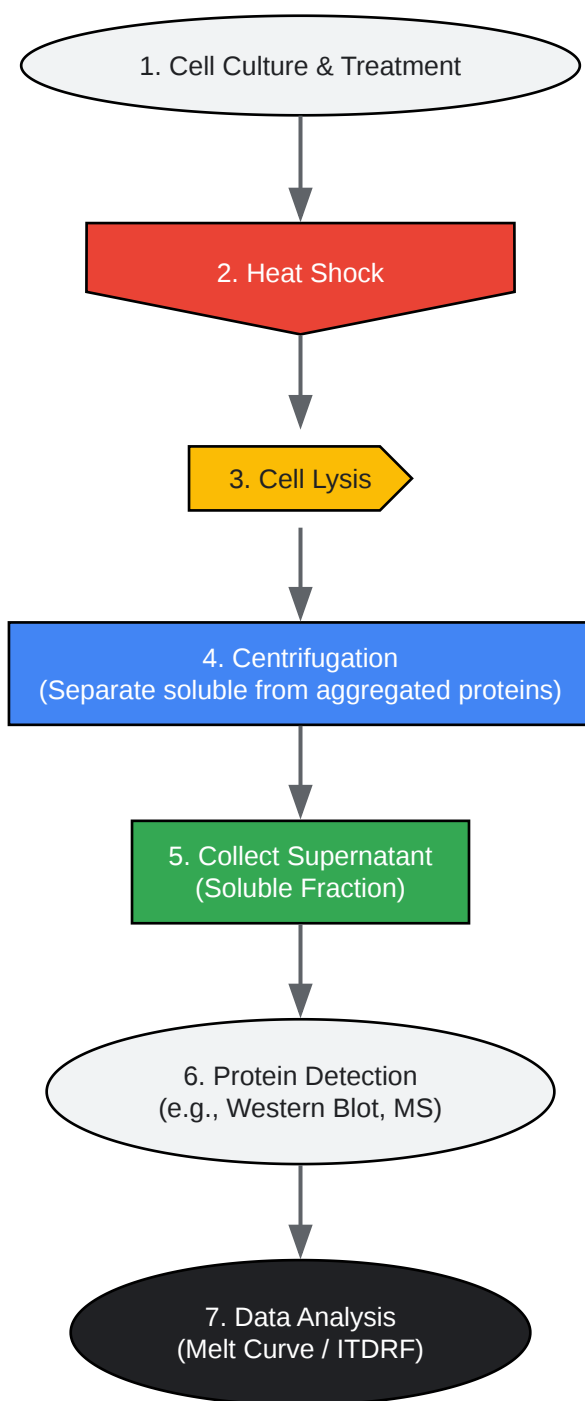 1. Cell Culture & Treatment
2. Heat Shock
3. Cell Lysis
4. Centrifugation
(Separate soluble from aggregated proteins)
5. Collect Supernatant
(Soluble Fraction)
6. Protein Detection
(e.g., Western Blot, MS)
7. Data Analysis
(Melt Curve / ITDRF)